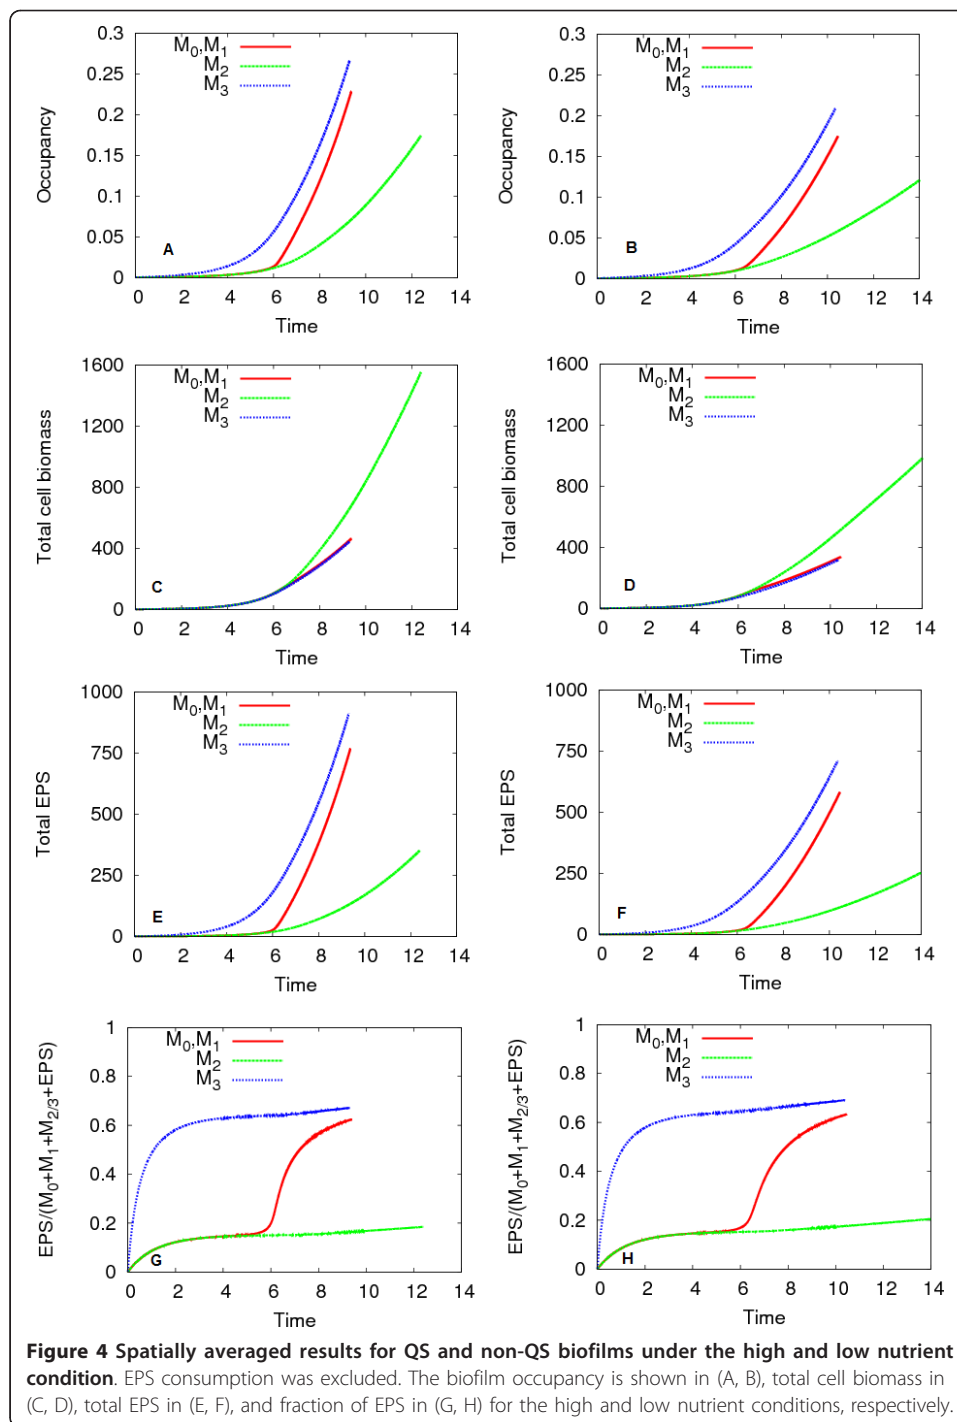 0.3
0.25
0.2
0.15
0.1
0.05
0
Occupancy
M0,M1
M2
M3
A
0 2 4 6 8 10 12 14
Time
0.3
0.25
0.2
0.15
0.1
0.05
0
Occupancy
M0,M1
M2
M3
B
0 2 4 6 8 10 12 14
Time
1600
1200
800
400
0
Total cell biomass
M0,M1
M2
M3
C
0 2 4 6 8 10 12 14
Time
1600
1200
800
400
0
Total cell biomass
M0,M1
M2
M3
D
0 2 4 6 8 10 12 14
Time
1000
750
500
250
0
Total EPS
M0,M1
M2
M3
E
0 2 4 6 8 10 12 14
Time
1000
750
500
250
0
Total EPS
M0,M1
M2
M3
F
0 2 4 6 8 10 12 14
Time
1
0.8
0.6
0.4
0.2
0
EPS/(M0+M1+M2/3+EPS)
M0,M1
M2
M3
G
0 2 4 6 8 10 12 14
Time
1
0.8
0.6
0.4
0.2
0
EPS/(M0+M1+M2/3+EPS)
M0,M1
M2
M3
H
0 2 4 6 8 10 12 14
Time
Figure 4 Spatially averaged results for QS and non-QS biofilms under the high and low nutrient
condition. EPS consumption was excluded. The biofilm occupancy is shown in (A, B), total cell biomass in
(C, D), total EPS in (E, F), and fraction of EPS in (G, H) for the high and low nutrient conditions, respectively.